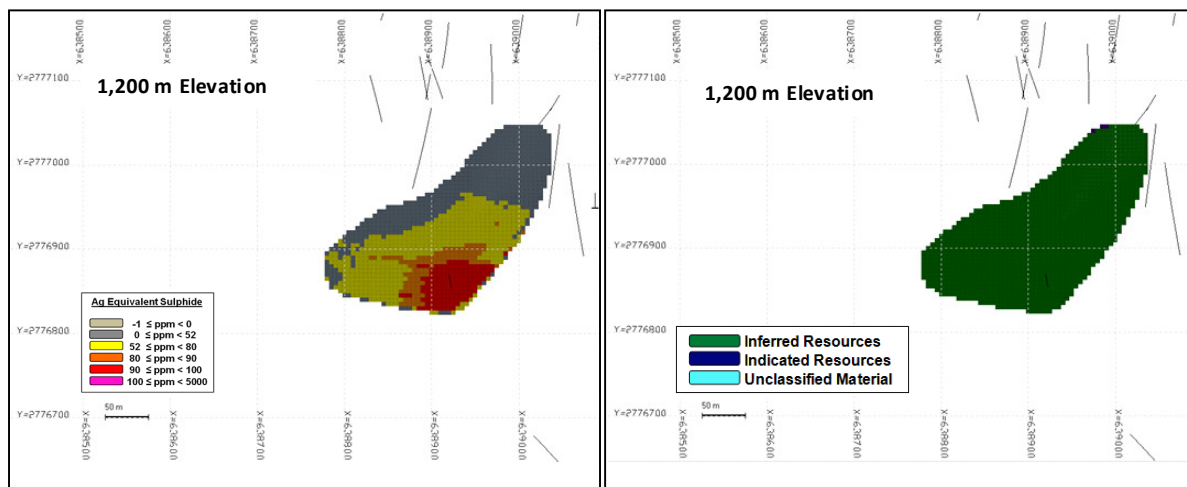 X=638500
X=638600
X=638700
X=638800
X=638900
X=639000
Y=2777100
1,200 m Elevation
Y=2777000
Y=2776900
Ag Equivalent Sulphide
-1 ≤ ppm < 0
0 ≤ ppm < 52
52 ≤ ppm < 80
80 ≤ ppm < 90
90 ≤ ppm < 100
100 ≤ ppm < 5000
Y=2776800
Y=2776700
50 m
X=638500
X=638600
X=638700
X=638800
X=638900
X=639000
X=638500
X=638600
X=638700
X=638800
X=638900
X=639000
Y=2777100
1,200 m Elevation
Y=2777000
Y=2776900
Y=2776800
Inferred Resources
Indicated Resources
Unclassified Material
Y=2776700
50 m
X=638500
X=638600
X=638700
X=638800
X=638900
X=639000